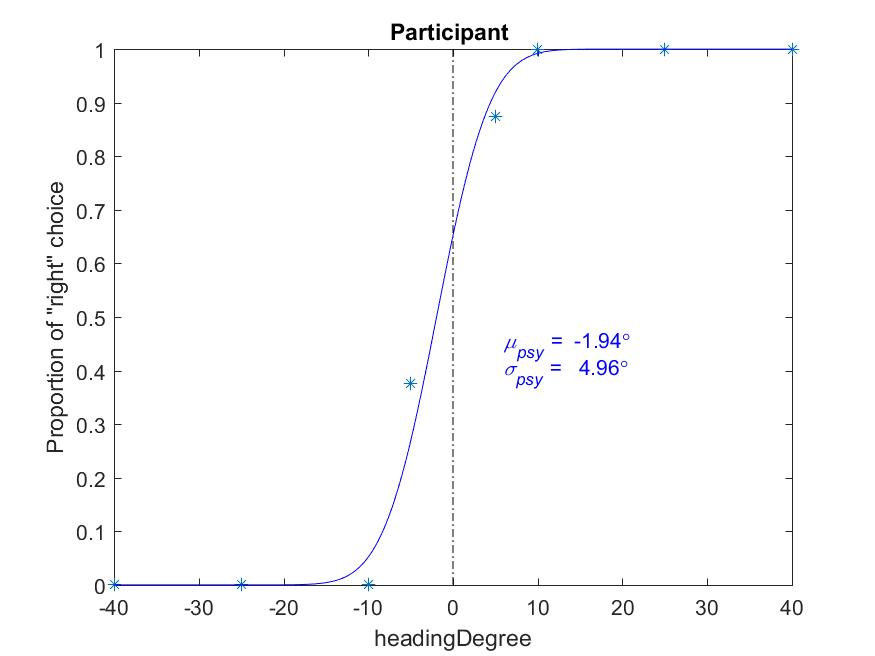 Participant
1
0.9
0.8
0.7
0.6
0.5
0.4
0.3
0.2
0.1
0
Proportion of "right" choice
μpsy = -1.94°
σpsy = 4.96°
-40 -30 -20 -10 0 10 20 30 40
headingDegree